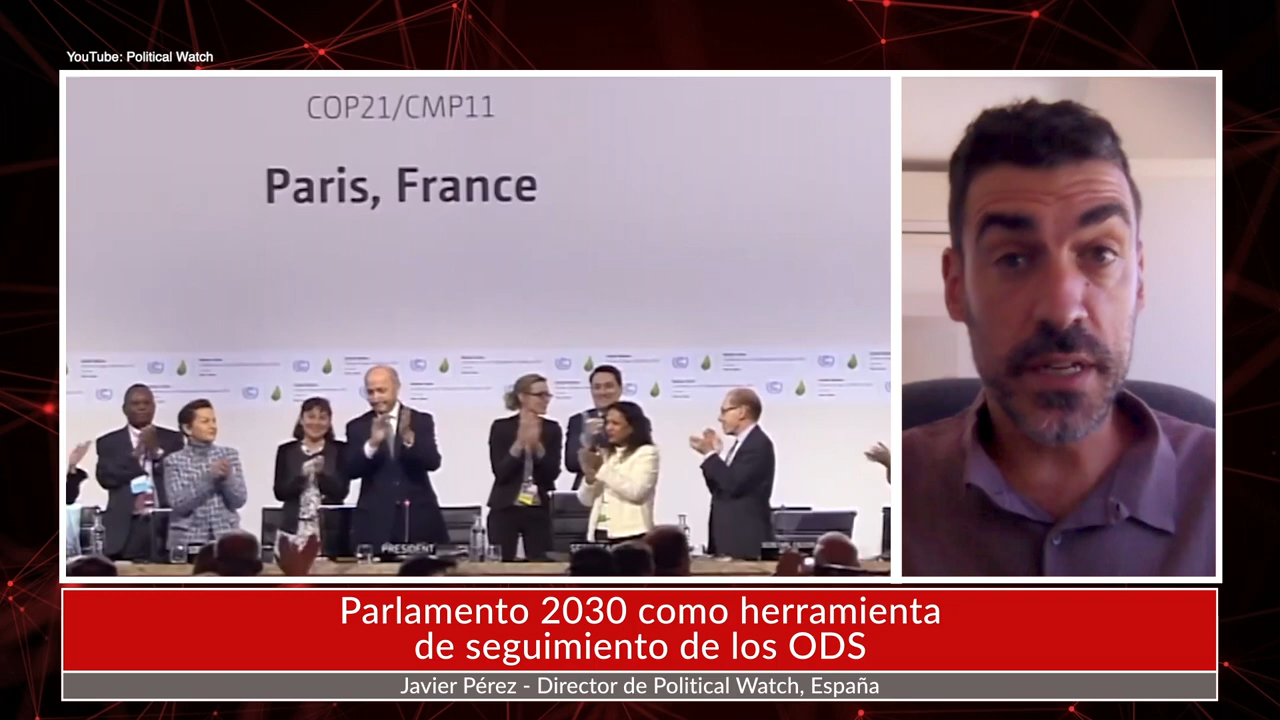 YouTube: Political Watch
COP21/CMP11
Paris, France
PRESIDENT
Parlamento 2030 como herramienta
de seguimiento de los ODS
Javier Pérez - Director de Political Watch, España